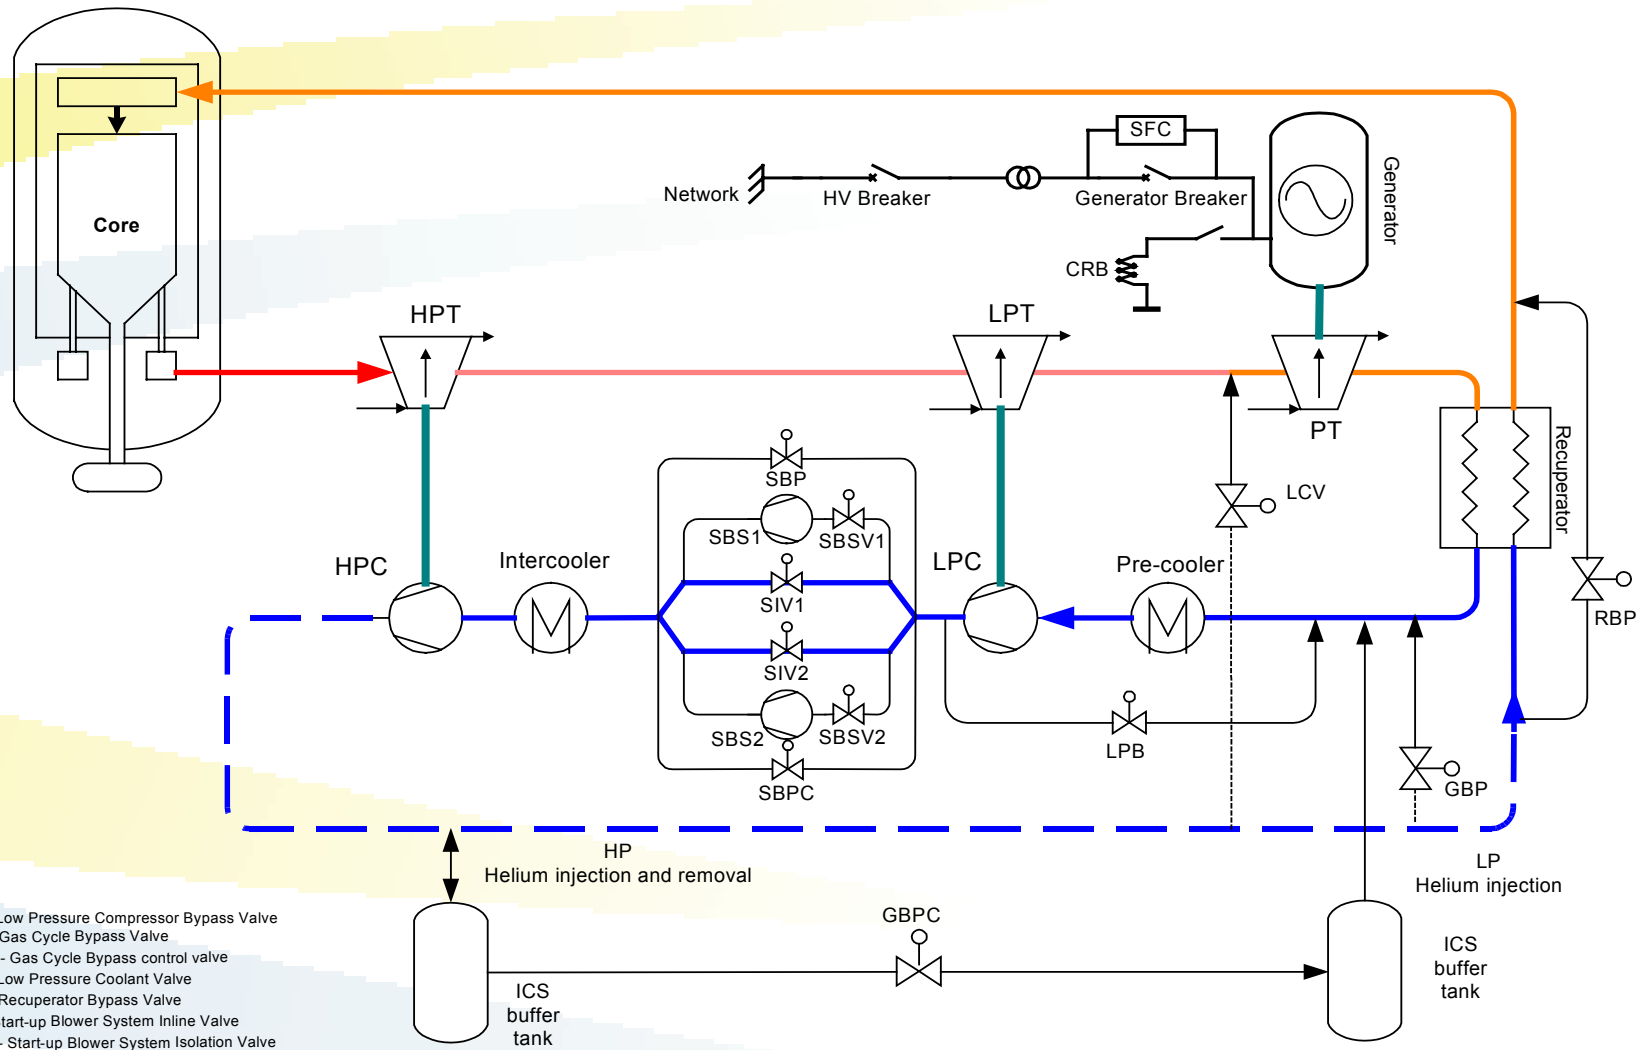 SFC
Network
HV Breaker
Generator Breaker
Generator
Core
CRB
HPT
LPT
PT
Recuperator
SBP
LCV
SBS1
SBSV1
HPC
Intercooler
LPC
Pre-cooler
SIV1
RBP
SIV2
SBS2
SBSV2
LPB
SBPC
GBP
HP
Helium injection and removal
LP
Helium injection
Low Pressure Compressor Bypass Valve
Gas Cycle Bypass Valve
- Gas Cycle Bypass control valve
Low Pressure Coolant Valve
Recuperator Bypass Valve
Start-up Blower System Inline Valve
- Start-up Blower System Isolation Valve
GBPC
ICS
buffer
tank
ICS
buffer
tank